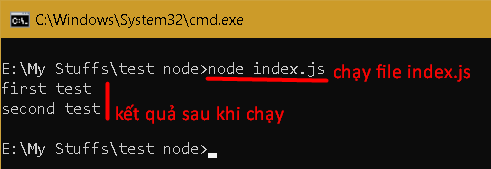 C:\Windows\System32\cmd.exe
E:\My Stuffs\test node>node index.js chạy file index.js
first test
second test kết quả sau khi chạy
E:\My Stuffs\test node>